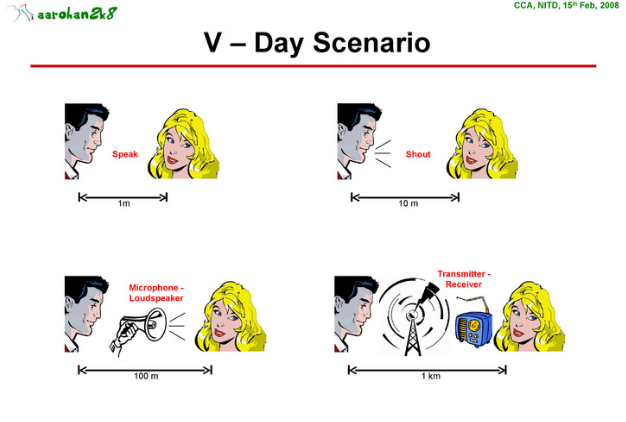 aarohan2k8
CCA, NITD, 15th Feb, 2008
V – Day Scenario
Speak
1m
Shout
10 m
Microphone -
Loudspeaker
100 m
Transmitter -
Receiver
1 km